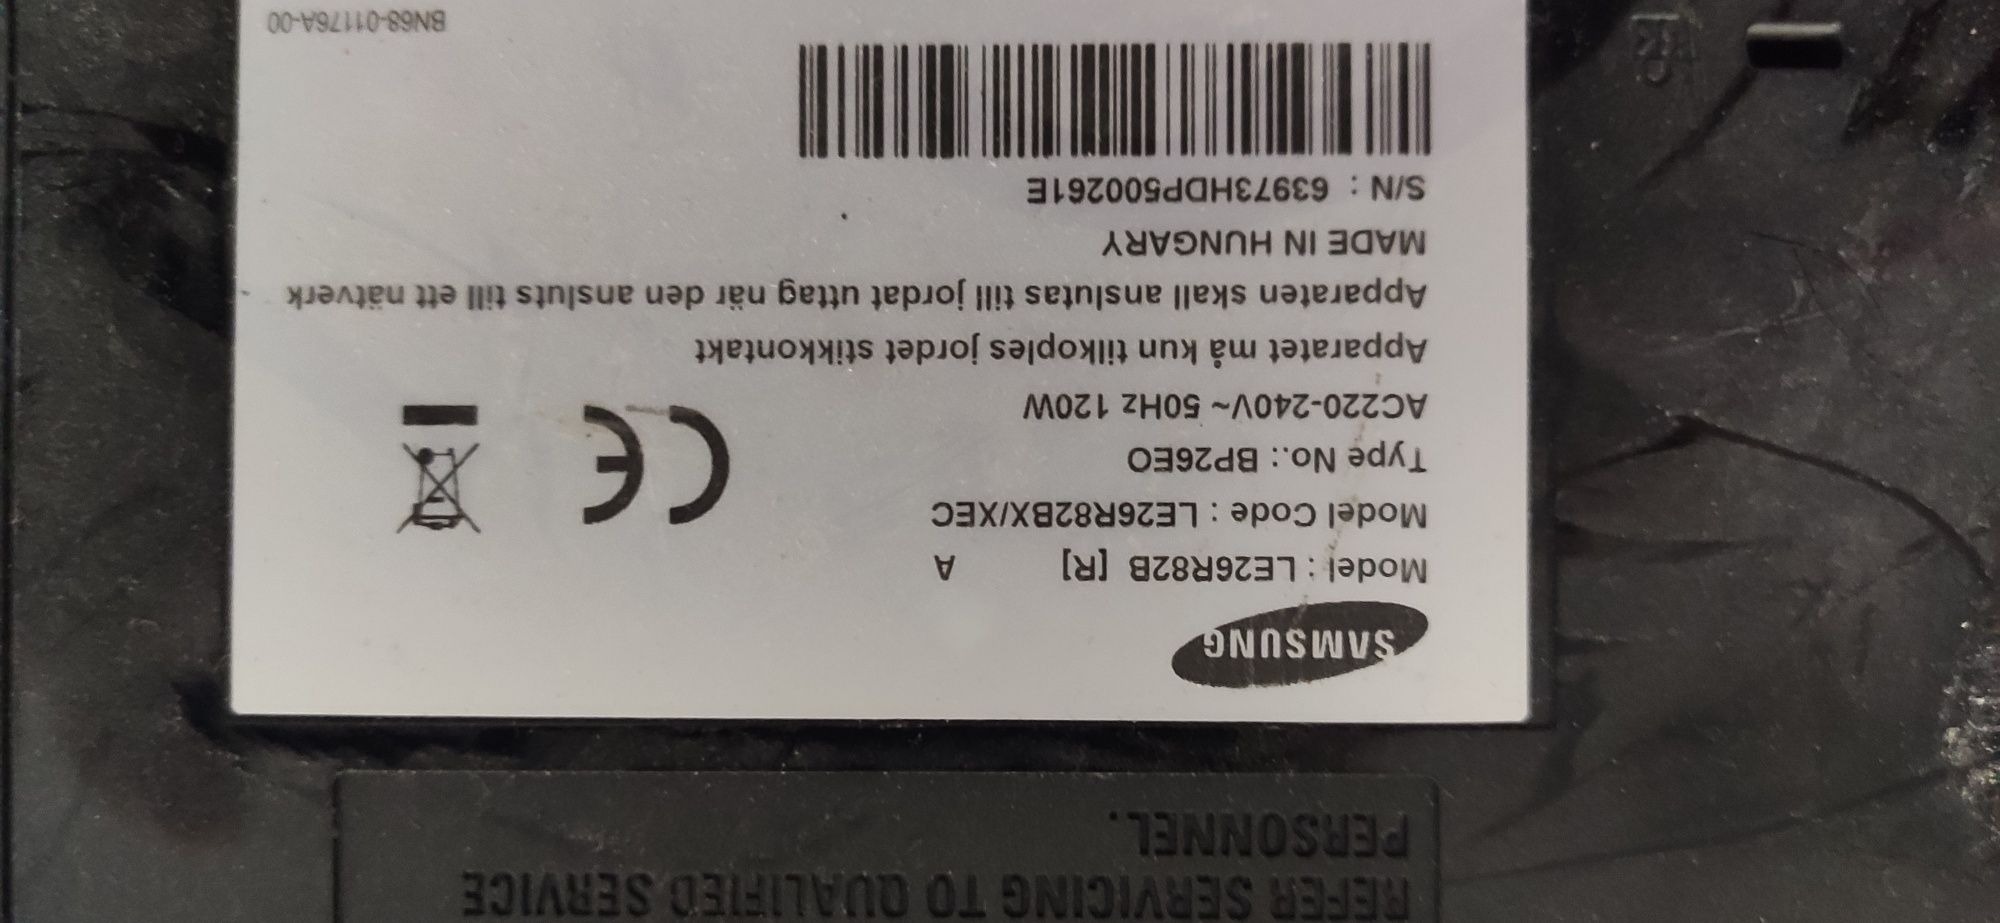 REFER SERVICING TO QUALIFIED SERVICE
PERSONNEL.
SAMSUNG
Model : LE26R82B [R] A
Model Code : LE26R82BX/XEC
Type No.: BP26EO
AC220-240V~ 50Hz 120W
CE
Apparatet må kun tilkoples jordet stikkontakt
Apparaten skall anslutas till jordat uttag när den ansluts till ett nätverk
MADE IN HUNGARY
S/N : 63973HDP500261E
BN68-01176A-00